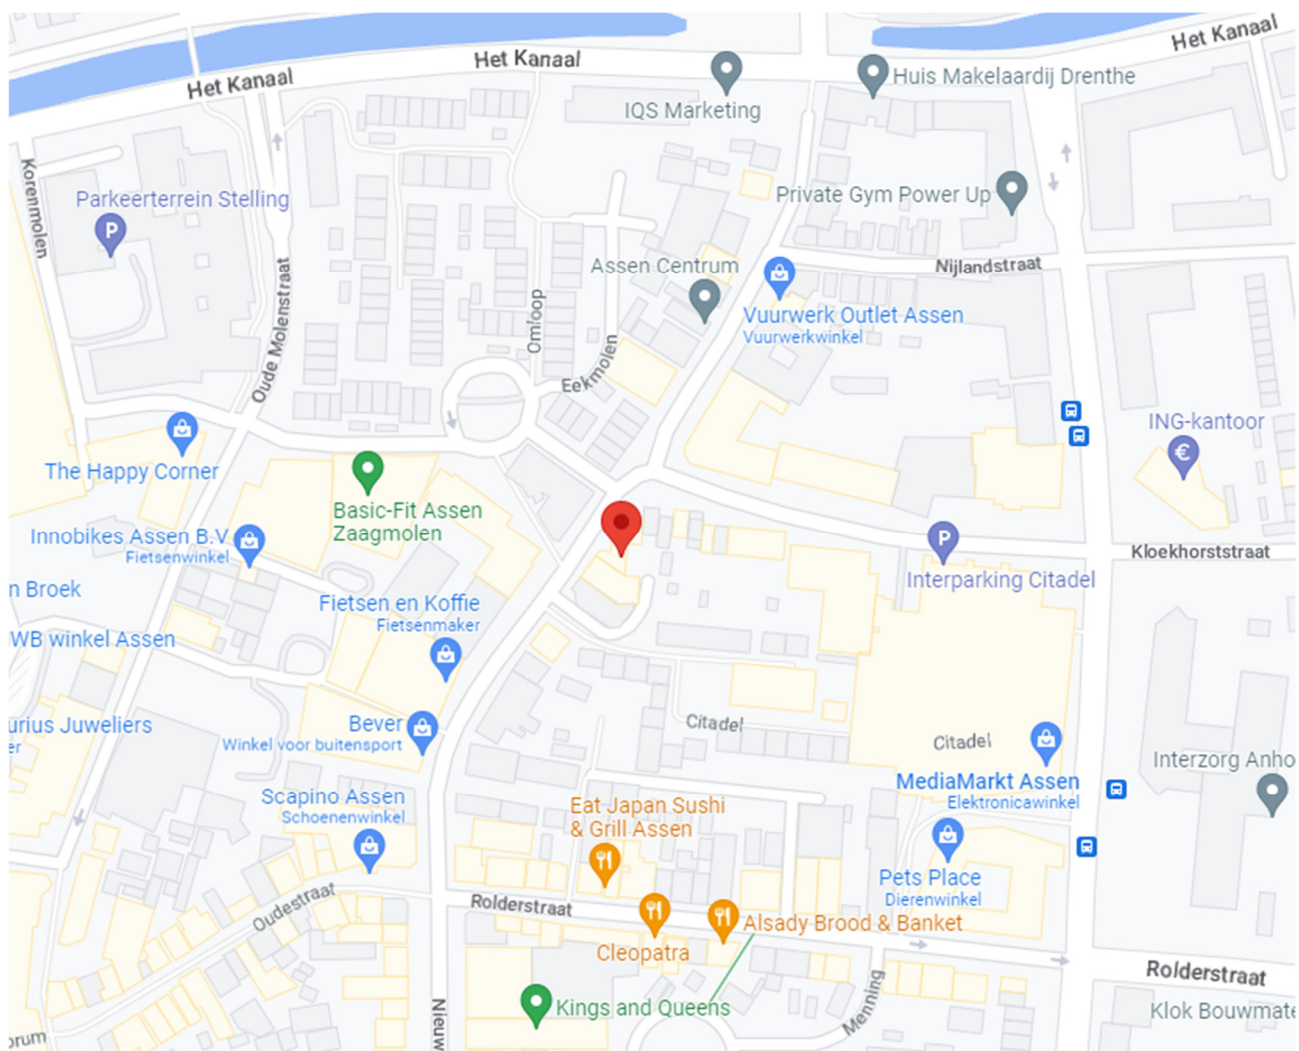 Het Kanaal
Het Kanaal
Het Kanaal
Huis Makelaardij Drenthe
IQS Marketing
Korenmolen
Parkeerterrein Stelling
P
Private Gym Power Up
Assen Centrum
Nijlandstraat
Oude Molenstraat
Omloop
Vuurwerk Outlet Assen
Vuurwerkwinkel
Eekmolen
ING-kantoor
€
The Happy Corner
Basic-Fit Assen
Zaagmolen
Innobikes Assen B.V
Fietsenwinkel
P
Interparking Citadel
Kloekhorststraat
n Broek
Fietsen en Koffie
Fietsenmaker
WB winkel Assen
urius Juweliers
er
Bever
Winkel voor buitensport
Citadel
Citadel
MediaMarkt Assen
Elektronicawinkel
Interzorg Anho
Scapino Assen
Schoenenwinkel
Eat Japan Sushi
& Grill Assen
Pets Place
Dierenwinkel
Oudestraat
Rolderstraat
Alsady Brood & Banket
Cleopatra
Rolderstraat
Kings and Queens
Nieuw
Menning
Klok Bouwmate
orum